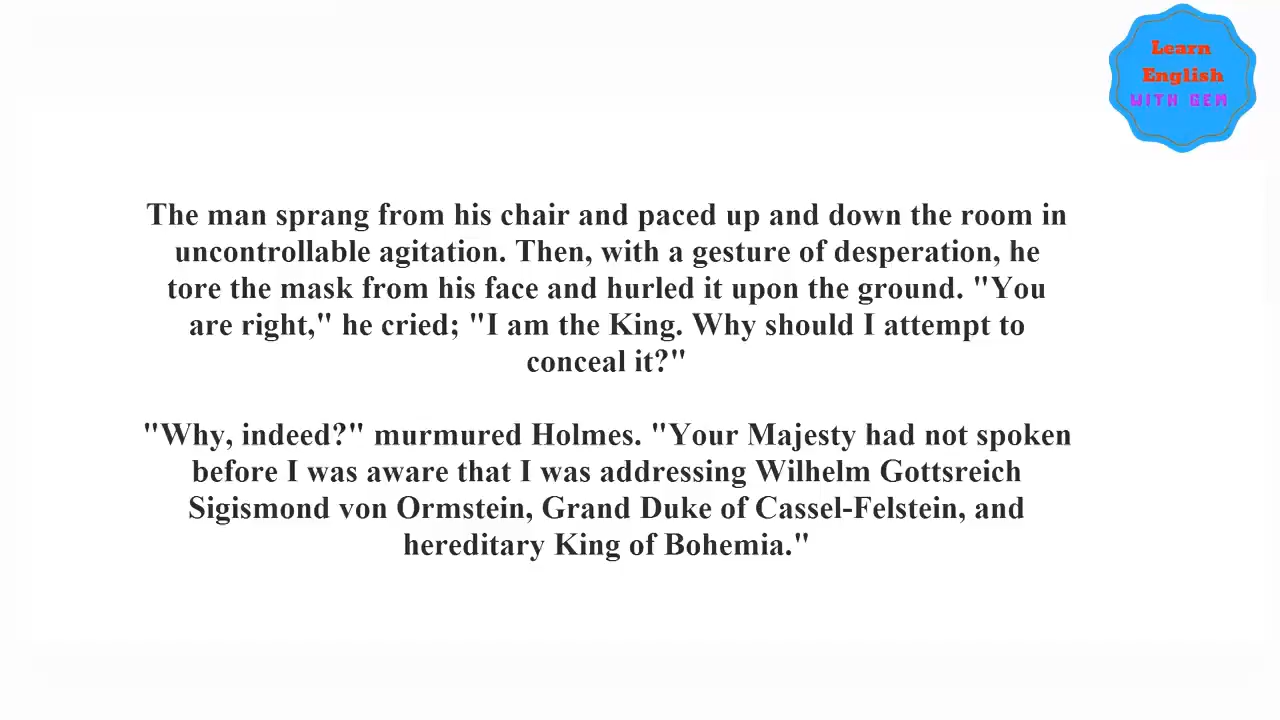 Learn
English
WITH GEM
The man sprang from his chair and paced up and down the room in
uncontrollable agitation. Then, with a gesture of desperation, he
tore the mask from his face and hurled it upon the ground. "You
are right," he cried; "I am the King. Why should I attempt to
conceal it?"
"Why, indeed?" murmured Holmes. "Your Majesty had not spoken
before I was aware that I was addressing Wilhelm Gottsreich
Sigismond von Ormstein, Grand Duke of Cassel-Felstein, and
hereditary King of Bohemia."